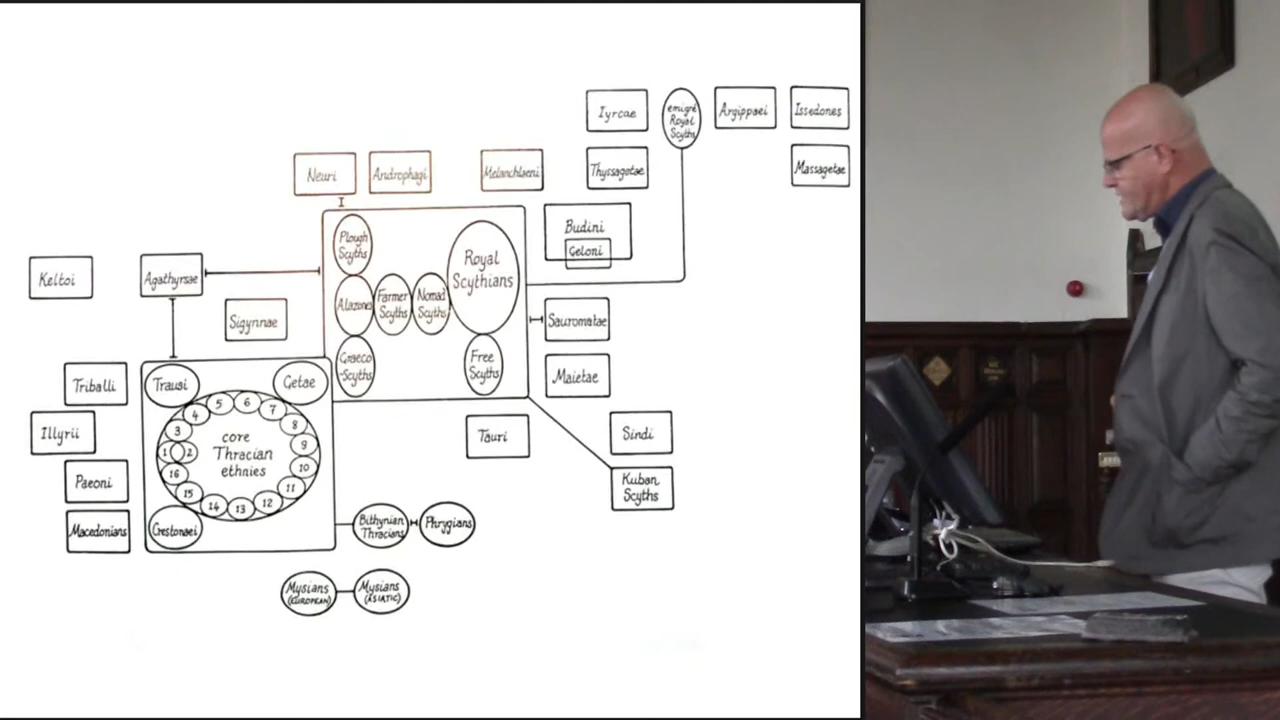 Iyrcae
emigré
Royal
Scyths
Argippaei
Issedones
Neuri
Androphagi
Melanchlaeni
Thyssagetae
Massagetae
I
Plough
Scyths
Royal
Scythians
Budini
Geloni
Keltoi
Agathyrsae
Alazones
Farmer
Scyths
Nomad
Scyths
Sigynnae
Sauromatae
Graeco
-Scyths
Free
Scyths
Maietae
Triballi
Trausi
Getae
4
5
6
7
8
3
9
1
2
10
16
11
15
14
13
12
core
Thracian
ethnies
Illyrii
Tauri
Sindi
Paeoni
Kuban
Scyths
Macedonians
Crestonaei
Bithynian
Thracians
Phrygians
Mysians
(EUROPEAN)
Mysians
(ASIATIC)